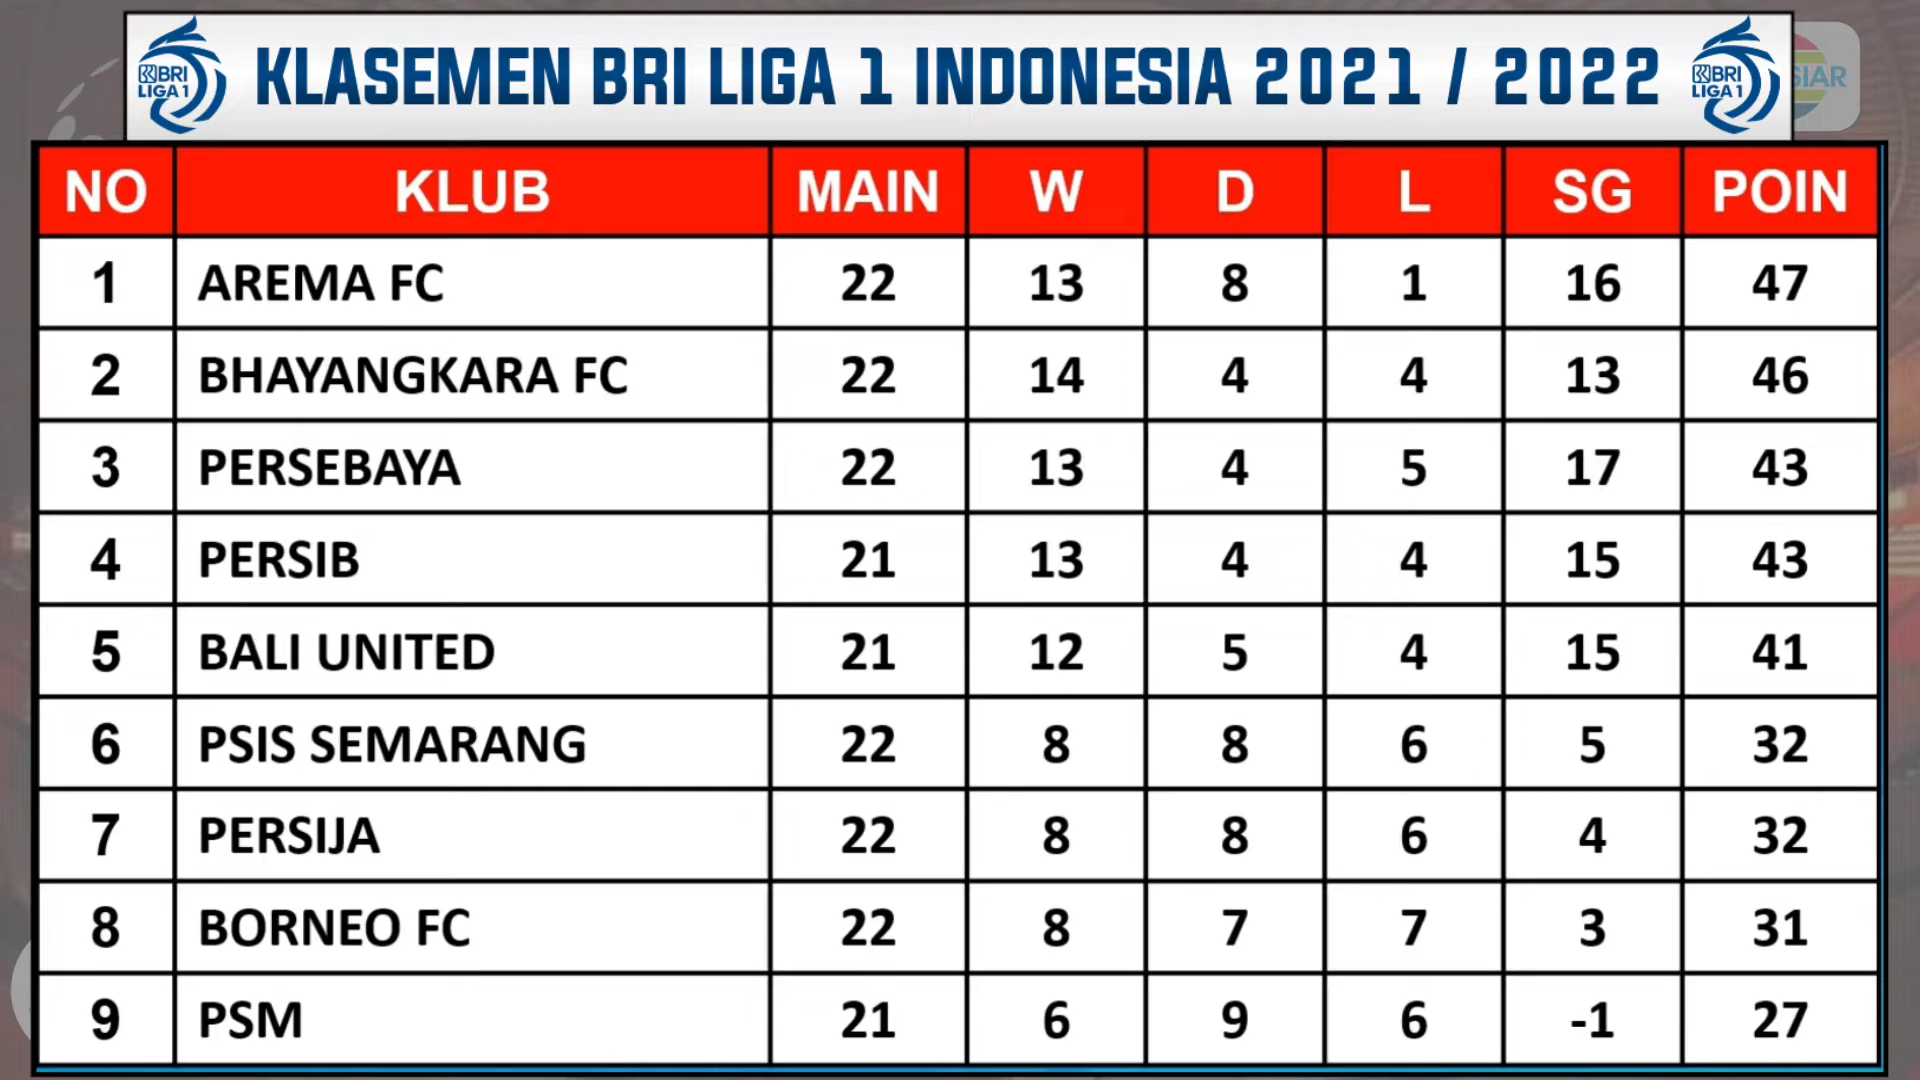 BRI
LIGA 1
KLASEMEN BRI LIGA 1 INDONESIA 2021 / 2022
BRI
LIGA 1
SIAR
NO KLUB MAIN W D L SG POIN
1 AREMA FC 22 13 8 1 16 47
2 BHAYANGKARA FC 22 14 4 4 13 46
3 PERSEBAYA 22 13 4 5 17 43
4 PERSIB 21 13 4 4 15 43
5 BALI UNITED 21 12 5 4 15 41
6 PSIS SEMARANG 22 8 8 6 5 32
7 PERSIJA 22 8 8 6 4 32
8 BORNEO FC 22 8 7 7 3 31
9 PSM 21 6 9 6 -1 27